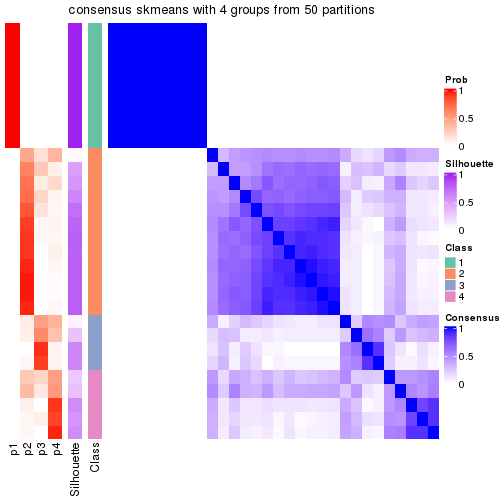 consensus skmeans with 4 groups from 50 partitions
Prob
1
0.5
0
Silhouette
1
0.5
0
Class
1
2
3
4
Consensus
1
0.5
0
p1
p2
p3
p4
Silhouette
Class